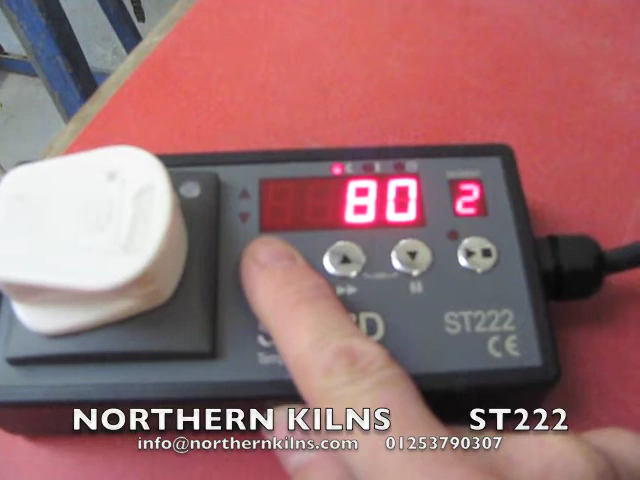 80 2
ST222
CE
NORTHERN KILNS ST222
info@northernkilns.com 01253790307